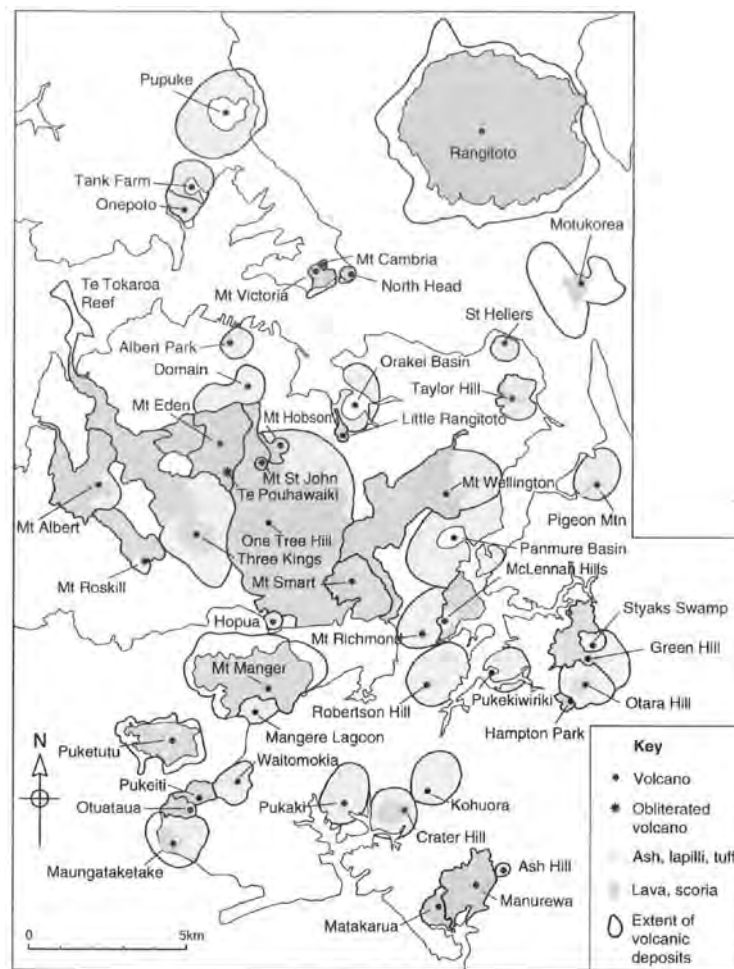 Pupuke
Rangitoto
Tank Farm
Onepoto
Motukorea
Mt Cambria
Te Tokaroa
Reef
Mt Victoria
North Head
St Heliers
Albert Park
Orakei Basin
Domain
Taylor Hill
Mt Eden
Mt Hobson
Little Rangitoto
Mt St John
Te Pouhawaiki
Mt Wellington
Mt Albert
Pigeon Mtn
One Tree Hill
Three Kings
Panmure Basin
Mt Roskill
Mt Smart
McLennan Hills
Hopua
Mt Richmond
Styaks Swamp
Green Hill
Mt Manger
Pukekiwiriki
Otara Hill
Robertson Hill
Hampton Park
Mangere Lagoon
N
Puketutu
Waitomokia
Pukeiti
Otuataua
Pukaki
Kohuora
Crater Hill
Maungataketake
Ash Hill
Manurewa
Matakarua
0 5km
Key
Volcano
Obliterated
volcano
Ash, lapilli, tuff
Lava, scoria
Extent of
volcanic
deposits